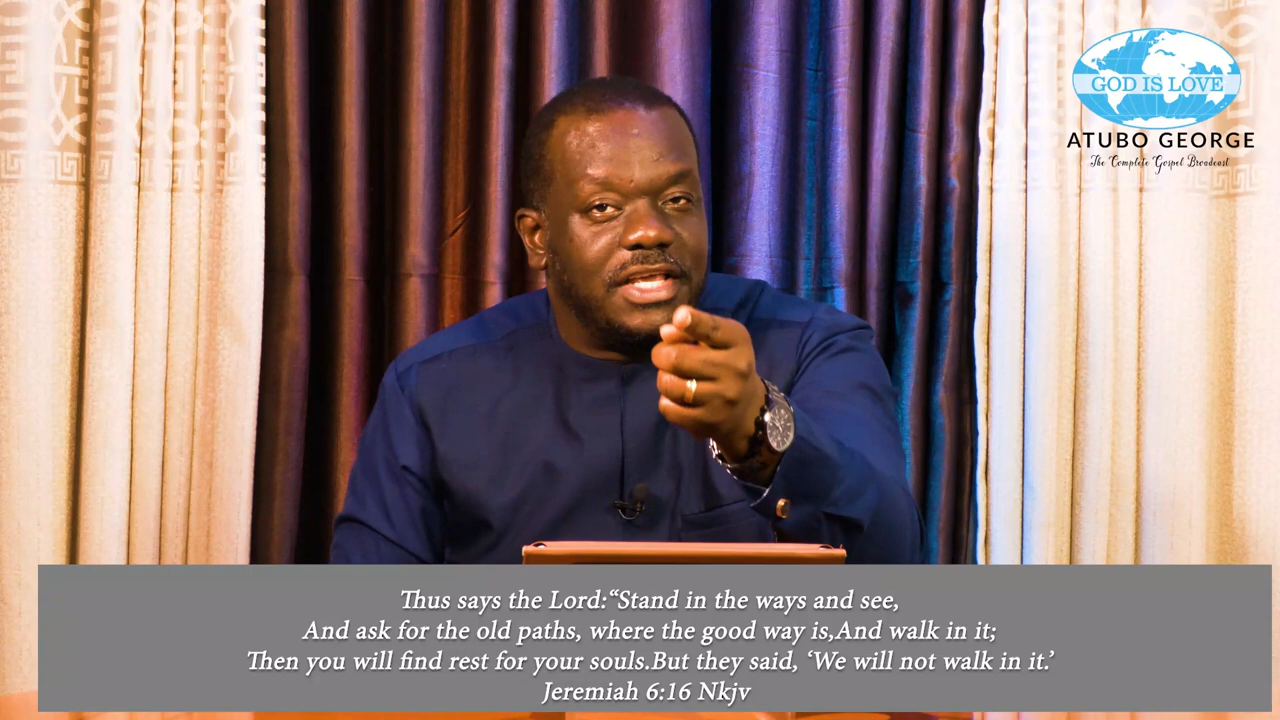 GOD IS LOVE
ATUBO GEORGE
The Complete Gospel Broadcast
Thus says the Lord:“Stand in the ways and see,
And ask for the old paths, where the good way is,And walk in it;
Then you will find rest for your souls.But they said, ‘We will not walk in it.’
Jeremiah 6:16 Nkjv